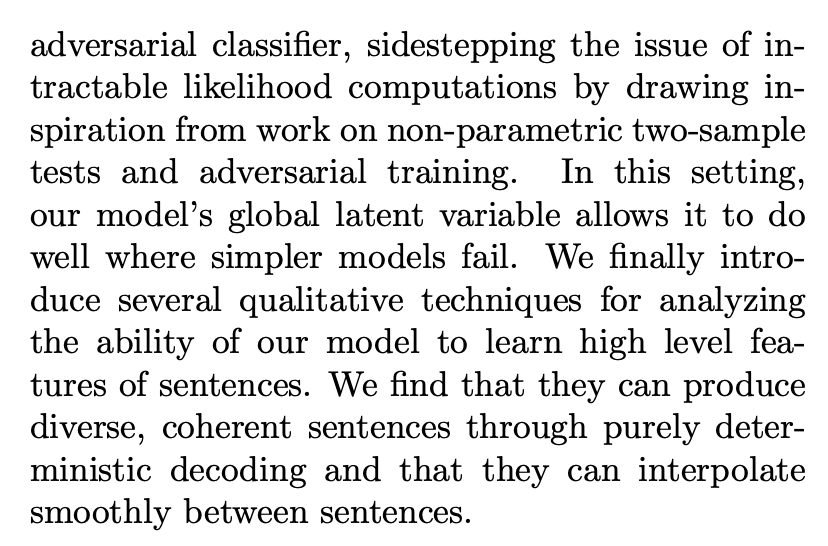 adversarial classifier, sidestepping the issue of in-
tractable likelihood computations by drawing in-
spiration from work on non-parametric two-sample
tests and adversarial training. In this setting,
our model's global latent variable allows it to do
well where simpler models fail. We finally intro-
duce several qualitative techniques for analyzing
the ability of our model to learn high level fea-
tures of sentences. We find that they can produce
diverse, coherent sentences through purely deter-
ministic decoding and that they can interpolate
smoothly between sentences.